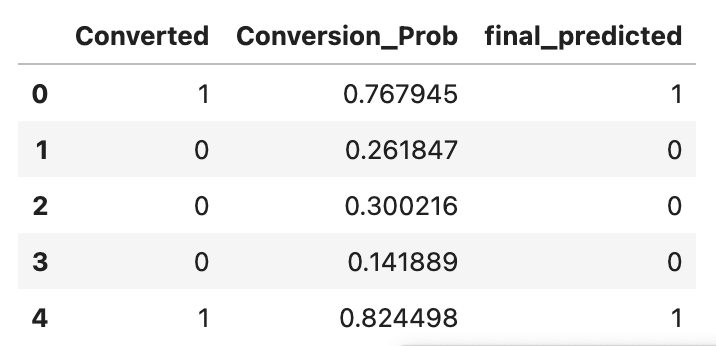 Converted Conversion_Prob final_predicted
0 1 0.767945 1
1 0 0.261847 0
2 0 0.300216 0
3 0 0.141889 0
4 1 0.824498 1